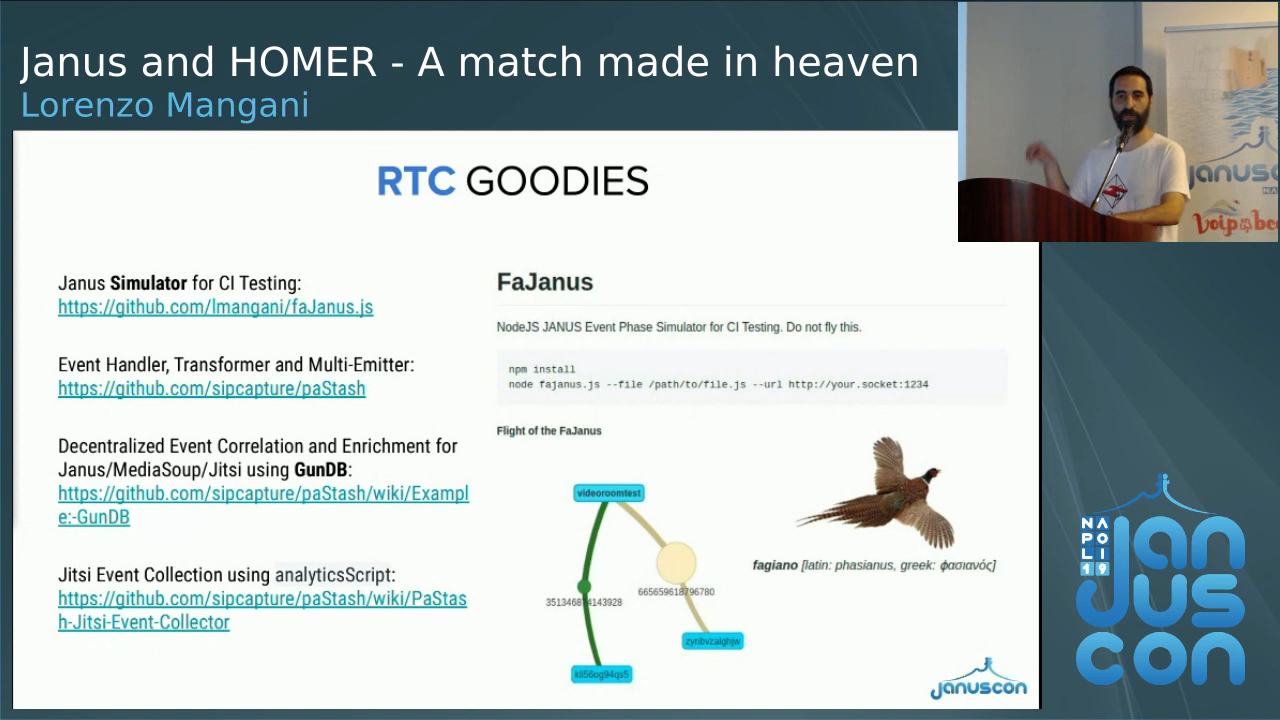 Janus and HOMER - A match made in heaven
Lorenzo Mangani
RTC GOODIES
Janus Simulator for CI Testing:
https://github.com/lmangani/faJanus.js
Event Handler, Transformer and Multi-Emitter:
https://github.com/sipcapture/paStash
Decentralized Event Correlation and Enrichment for
Janus/MediaSoup/Jitsi using GunDB:
https://github.com/sipcapture/paStash/wiki/Exampl
e:-GunDB
Jitsi Event Collection using analyticsScript:
https://github.com/sipcapture/paStash/wiki/PaStas
h-Jitsi-Event-Collector
FaJanus
NodeJS JANUS Event Phase Simulator for CI Testing. Do not fly this.
npm install
node fajanus.js --file /path/to/file.js --url http://your.socket:1234
Flight of the FaJanus
videoroomtest
665659618796780
zynbvzalghjw
kli56og94qs5
fagiano [latin: phasianus, greek: φασιανός]
januscon
janusc
NA
Voip
NAPOLI19
Janus
con